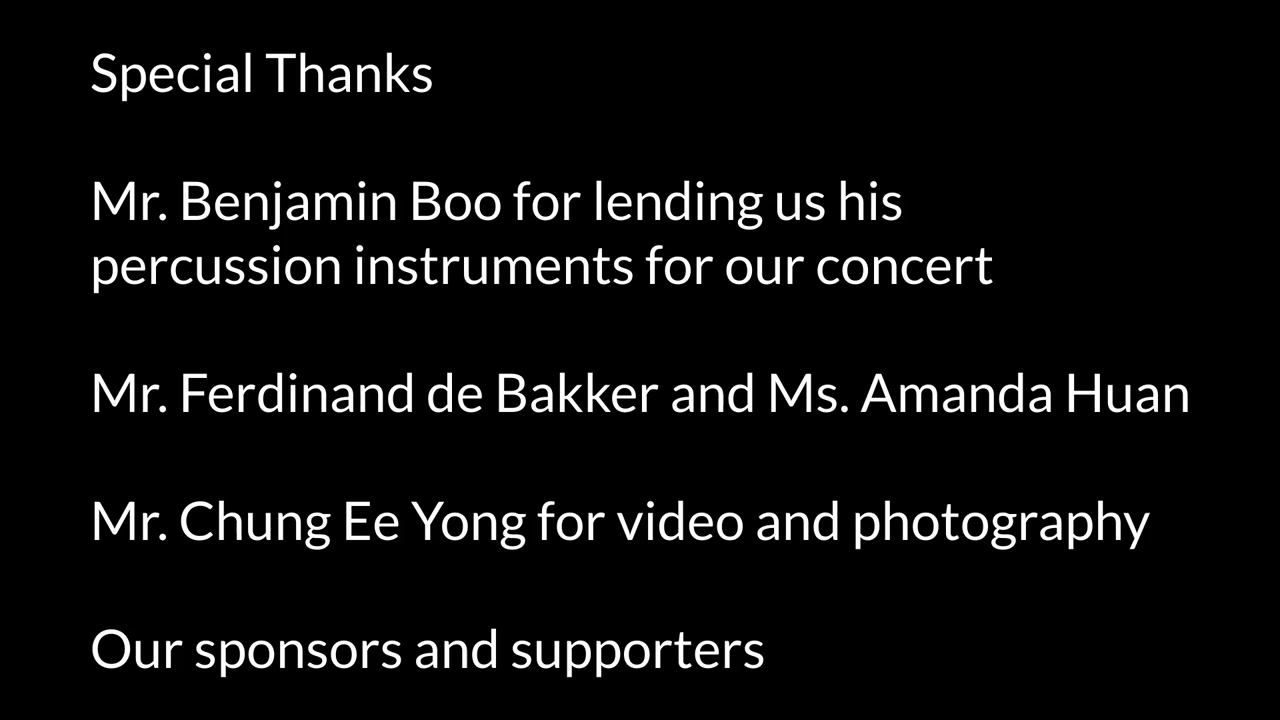 Special Thanks
Mr. Benjamin Boo for lending us his
percussion instruments for our concert
Mr. Ferdinand de Bakker and Ms. Amanda Huan
Mr. Chung Ee Yong for video and photography
Our sponsors and supporters